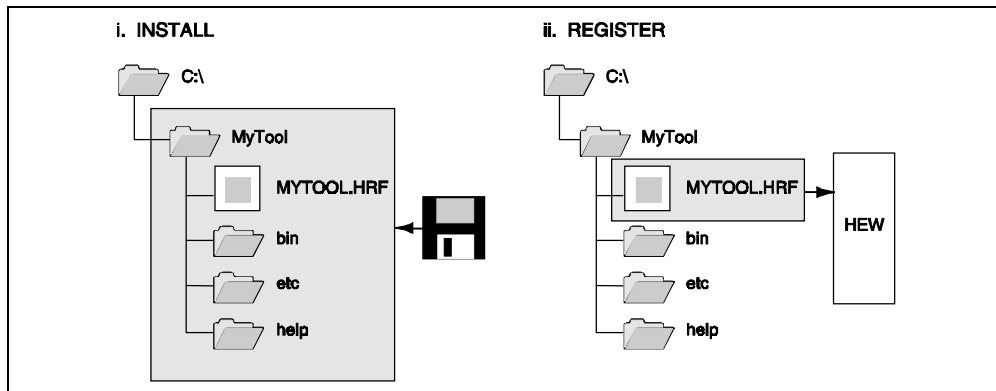 i. INSTALL
C:\
MyTool
MYTOOL.HRF
bin
etc
help
ii. REGISTER
C:\
MyTool
MYTOOL.HRF
HEW
bin
etc
help